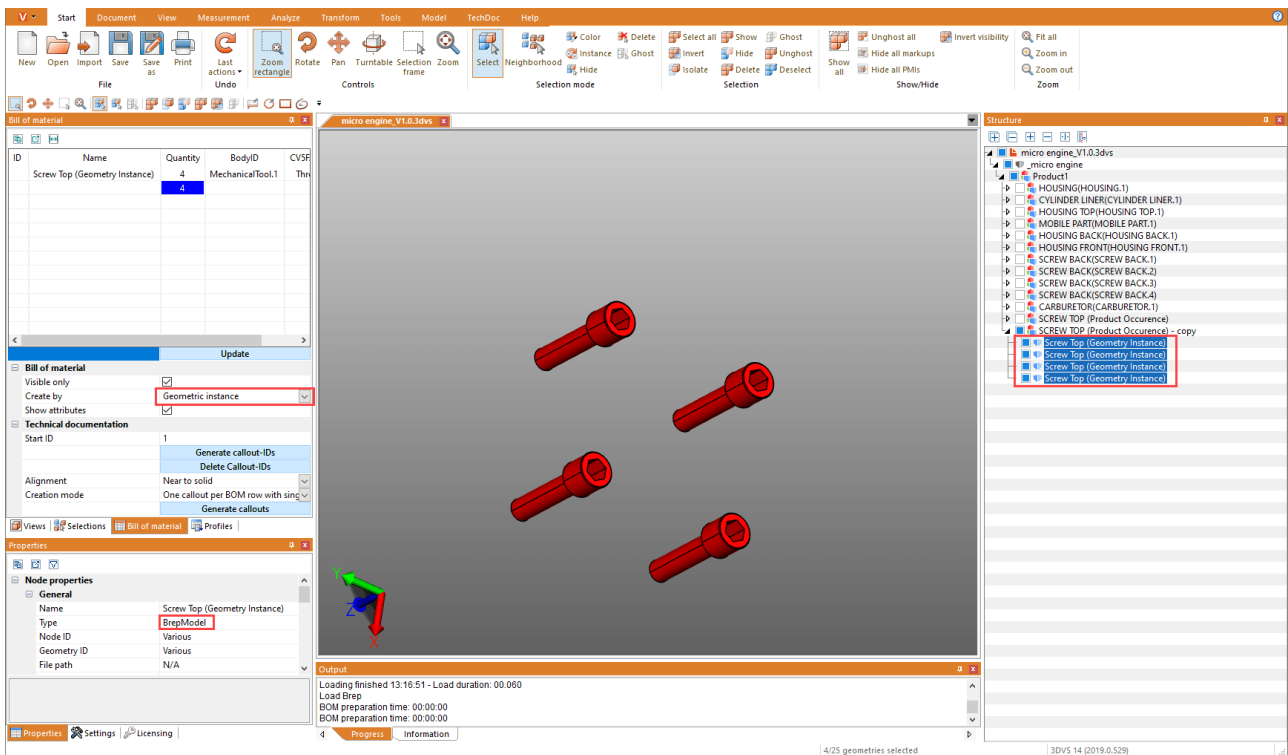 V Start Document View Measurement Analyze Transform Tools Model TechDoc Help
New Open Import Save Save as Print Last actions Zoom rectangle Rotate Pan Turntable Selection frame Zoom Select Neighborhood
Color Delete
Instance Ghost
Hide
Select all Show Ghost
Invert Hide Unghost
Isolate Delete Deselect
Show all
Unghost all Invert visibility
Hide all markups
Hide all PMIs
Fit all
Zoom in
Zoom out
File Undo Controls Selection mode Selection Show/Hide Zoom
Bill of material
ID Name Quantity BodyID CV5F
Screw Top (Geometry Instance) 4 MechanicalTool.1 Thr
4
Update
Bill of material
Visible only
Create by Geometric instance
Show attributes
Technical documentation
Start ID 1
Generate callout-IDs
Delete Callout-IDs
Alignment Near to solid
Creation mode One callout per BOM row with sing
Generate callouts
Views Selections Bill of material Profiles
Properties
Node properties
General
Name Screw Top (Geometry Instance)
Type BrepModel
Node ID Various
Geometry ID Various
File path N/A
Properties Settings Licensing
micro engine_V1.0.3dvs
Y
Z
X
Output
Loading finished 13:16:51 - Load duration: 00.060
Load Brep
BOM preparation time: 00:00:00
BOM preparation time: 00:00:00
Progress Information
Structure
micro engine_V1.0.3dvs
_micro engine
Product1
HOUSING(HOUSING.1)
CYLINDER LINER(CYLINDER LINER.1)
HOUSING TOP(HOUSING TOP.1)
MOBILE PART(MOBILE PART.1)
HOUSING BACK(HOUSING BACK.1)
HOUSING FRONT(HOUSING FRONT.1)
SCREW BACK(SCREW BACK.1)
SCREW BACK(SCREW BACK.2)
SCREW BACK(SCREW BACK.3)
SCREW BACK(SCREW BACK.4)
CARBURETOR(CARBURETOR.1)
SCREW TOP (Product Occurence)
SCREW TOP (Product Occurence) - copy
Screw Top (Geometry Instance)
Screw Top (Geometry Instance)
Screw Top (Geometry Instance)
Screw Top (Geometry Instance)
4/25 geometries selected 3DVS 14 (2019.0.529)